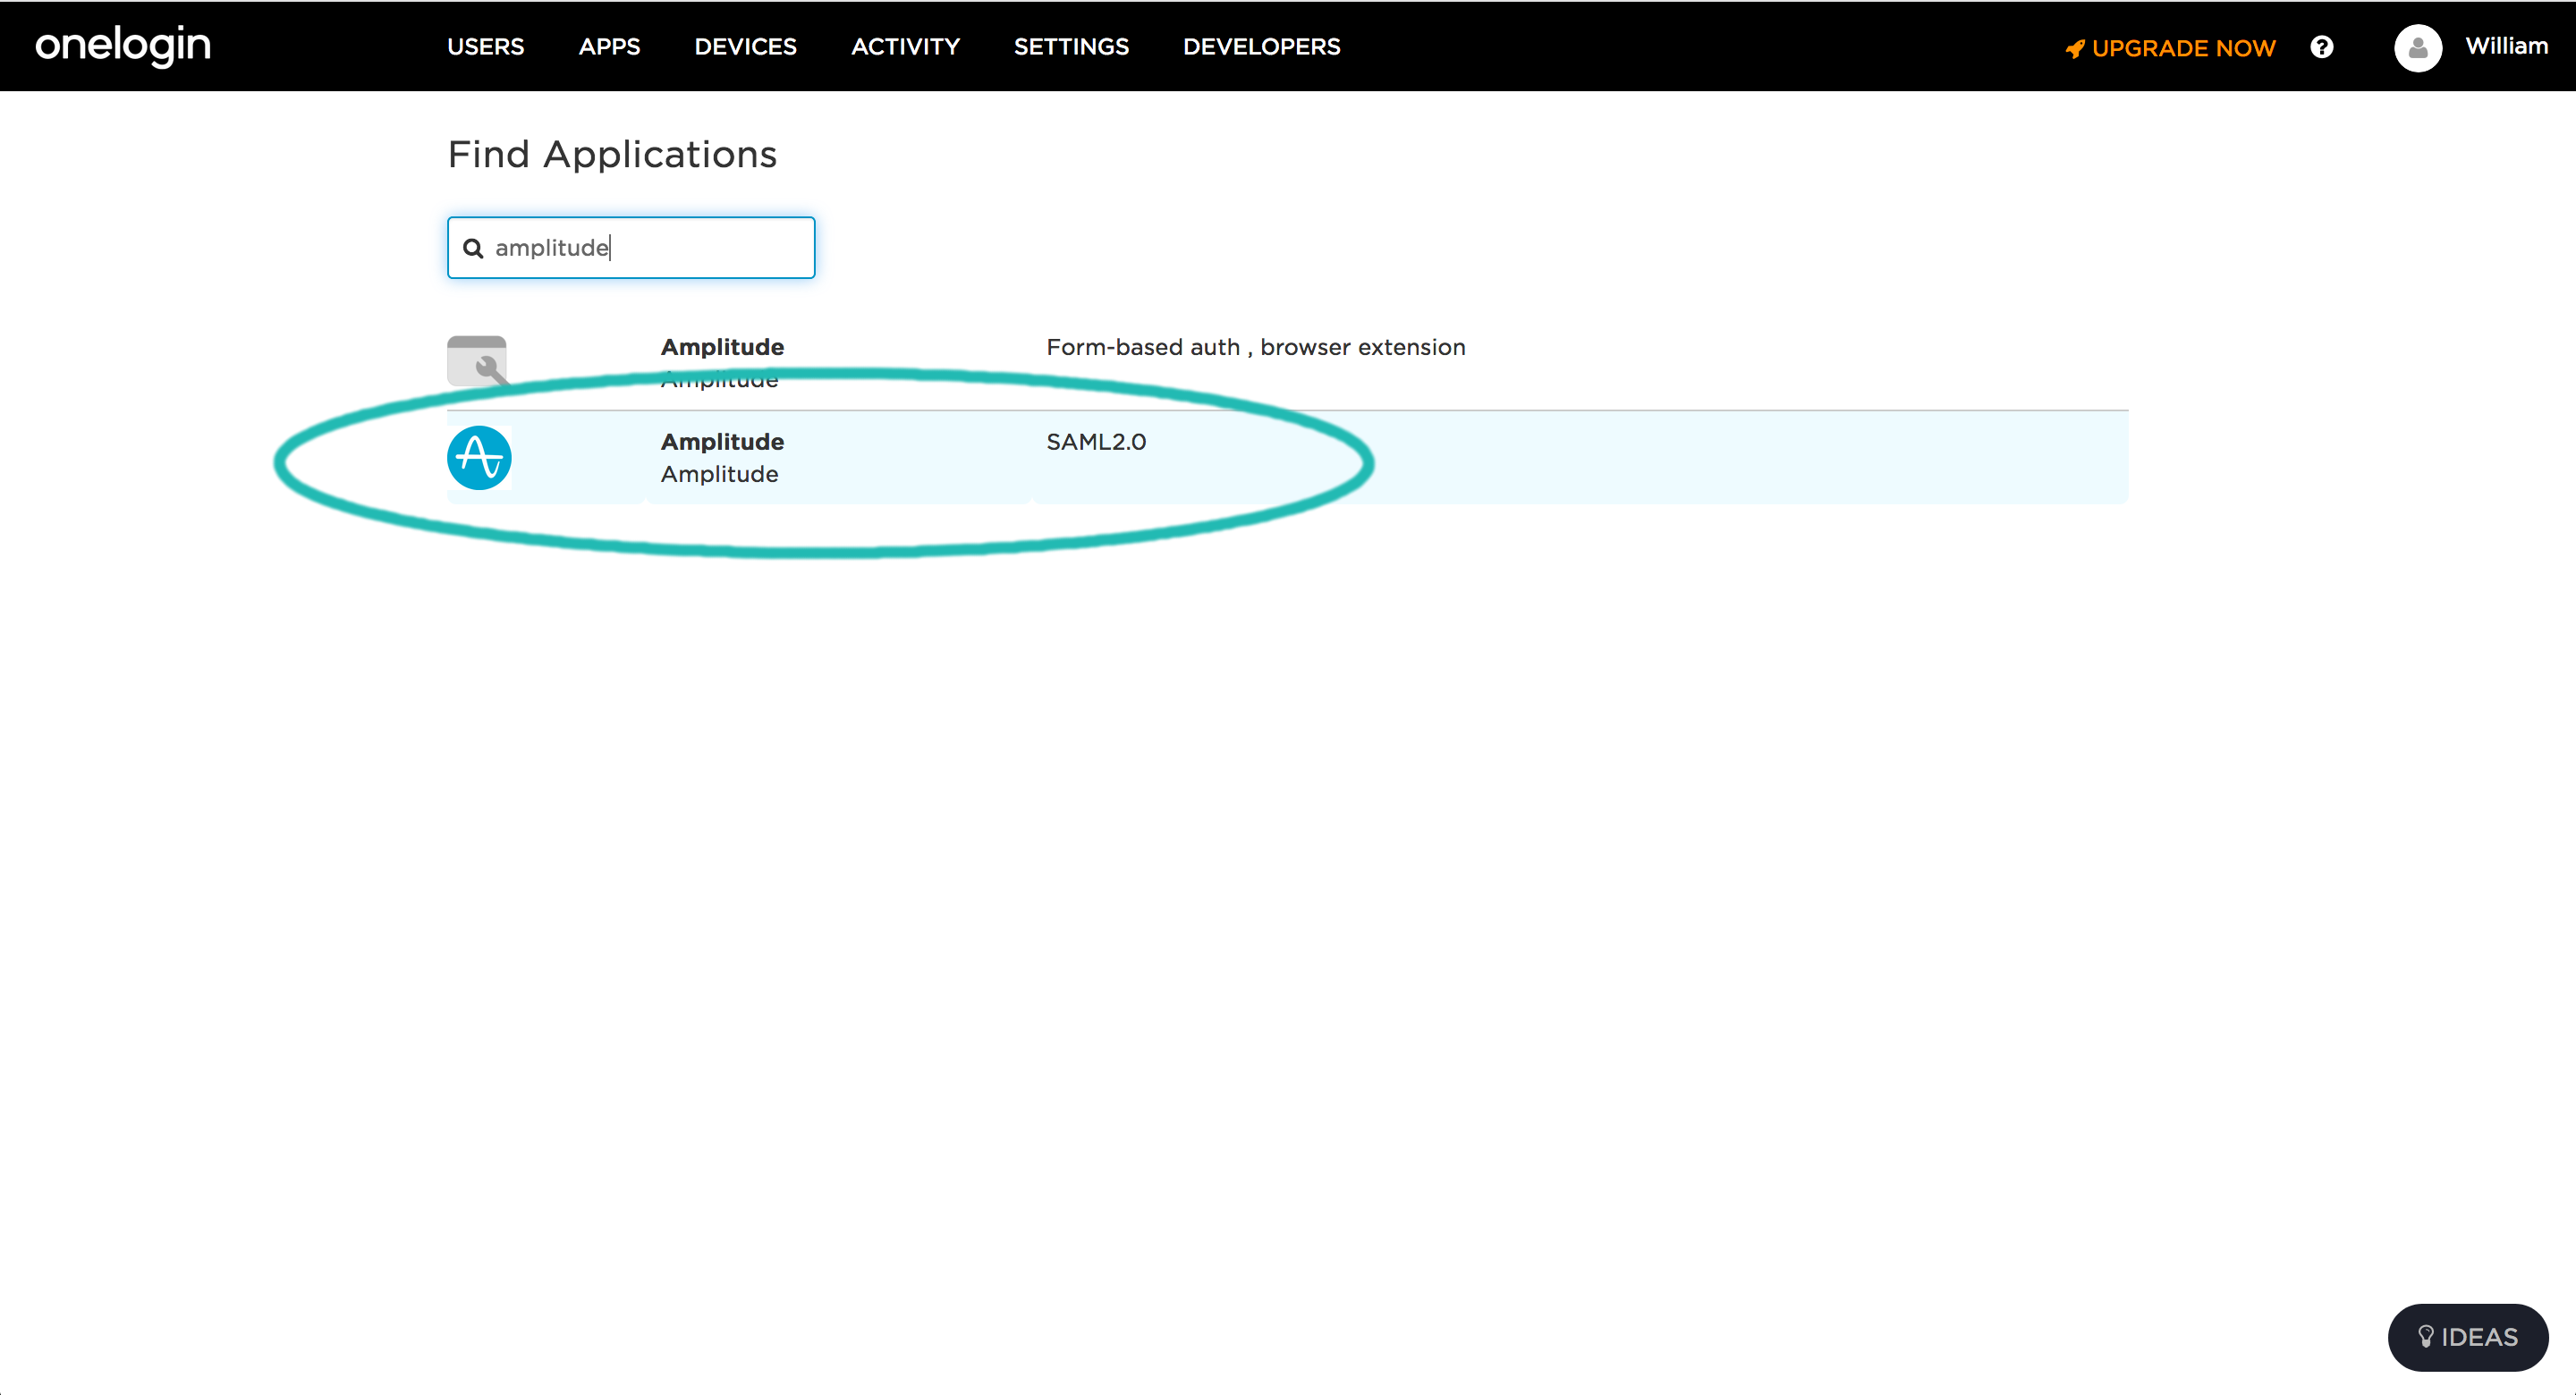 onelogin USERS APPS DEVICES ACTIVITY SETTINGS DEVELOPERS UPGRADE NOW William
Find Applications
amplitude
Amplitude Form-based auth , browser extension
Amplitude
Amplitude SAML2.0
Amplitude
IDEAS